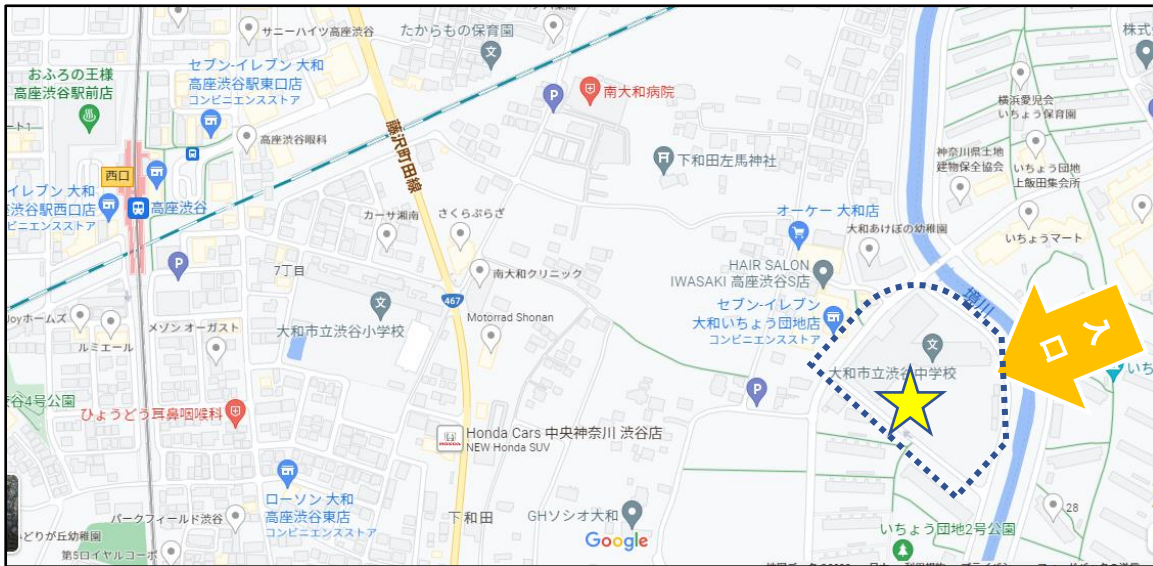 サニーハイツ高座渋谷
たからもの保育園
株式
おふろの王様
高座渋谷駅前店
セブン-イレブン 大和
高座渋谷駅東口店
コンビニエンスストア
P
南大和病院
横浜愛児会
いちょう保育園
ート1
高座渋谷眼科
藤沢町田線
下和田左馬神社
神奈川県土地
建物保全協会
いちょう団地
上飯田集会所
西口
イレブン 大和
渋谷駅西口店
ビニエンスストア
高座渋谷
カーサ湘南
さくらぷらざ
オーケー 大和店
大和あけぼの幼稚園
いちょうマート
P
7丁目
南大和クリニック
HAIR SALON
IWASAKI 高座渋谷S店
467
境川
Joyホームズ
メゾン オーガスト
大和市立渋谷小学校
Motorrad Shonan
セブン-イレブン
大和いちょう団地店
コンビニエンスストア
入口
ルミエール
大和市立渋谷中学校
いち
P
谷4号公園
ひょうどう耳鼻咽喉科
Honda Cars 中央神奈川 渋谷店
NEW Honda SUV
ローソン 大和
高座渋谷東店
コンビニエンスストア
パークフィールド渋谷
下和田
GHソシオ大和
28
どりが丘幼稚園
Google
いちょう団地2号公園
第5ロイヤルコーポ